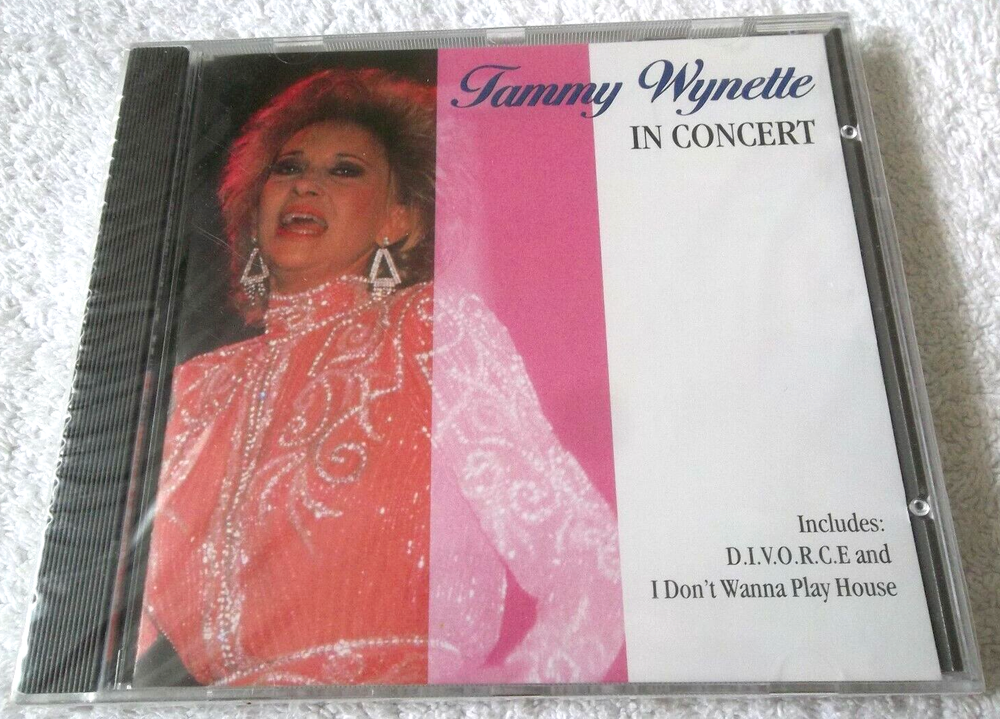 Tammy Wynette
IN CONCERT
Includes:
D.I.V.O.R.C.E and
I Don't Wanna Play House